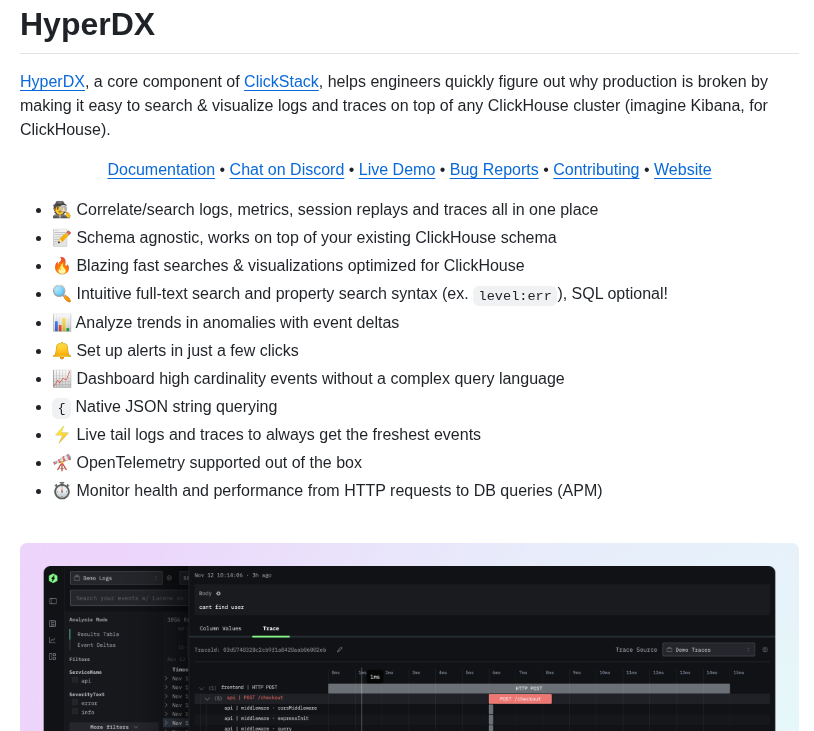 HyperDX
HyperDX, a core component of ClickStack, helps engineers quickly figure out why production is broken by
making it easy to search & visualize logs and traces on top of any ClickHouse cluster (imagine Kibana, for
ClickHouse).
Documentation • Chat on Discord • Live Demo • Bug Reports • Contributing • Website
• 🕵️ Correlate/search logs, metrics, session replays and traces all in one place
• 📝 Schema agnostic, works on top of your existing ClickHouse schema
• 🔥 Blazing fast searches & visualizations optimized for ClickHouse
• 🔍 Intuitive full-text search and property search syntax (ex. level:err), SQL optional!
• 📊 Analyze trends in anomalies with event deltas
• 🔔 Set up alerts in just a few clicks
• 📈 Dashboard high cardinality events without a complex query language
• { Native JSON string querying
• ⚡ Live tail logs and traces to always get the freshest events
• 🔭 OpenTelemetry supported out of the box
• ⏱️ Monitor health and performance from HTTP requests to DB queries (APM)
Nov 12 10:14:06 · 3h ago
Demo Logs
Body
Search your events w/ Lucene
cant find user
Analysis Mode
Column Values Trace
Results Table
Event Deltas
Trace Source Demo Traces
Filters
ServiceName
api
1ms
SeverityText
error
info
More filters
frontend | HTTP POST
HTTP POST
api | POST /checkout
POST /checkout
api | middleware - corsMiddleware
api | middleware - expressInit
api | middleware - query